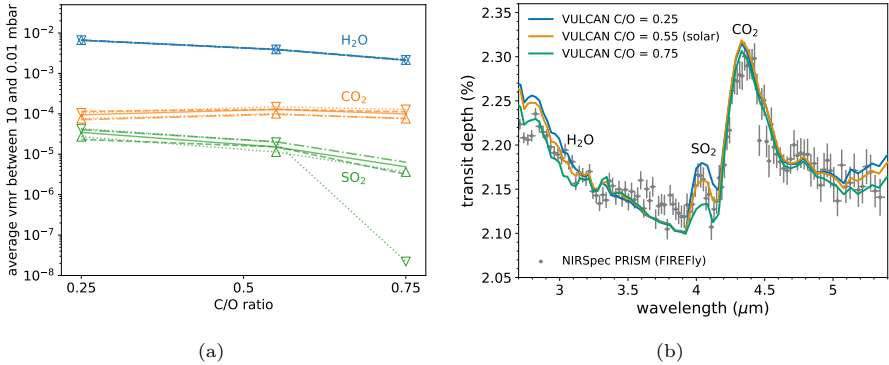 average vmr between 10 and 0.01 mbar
10⁻²
10⁻³
10⁻⁴
10⁻⁵
10⁻⁶
10⁻⁷
10⁻⁸
H₂O
CO₂
SO₂
0.25
0.5
0.75
C/O ratio
(a)
transit depth (%)
2.35
2.30
2.25
2.20
2.15
2.10
2.05
VULCAN C/O = 0.25
VULCAN C/O = 0.55 (solar)
VULCAN C/O = 0.75
CO₂
H₂O
SO₂
NIRSpec PRISM (FIREFly)
3
3.5
4
4.5
5
wavelength (μm)
(b)